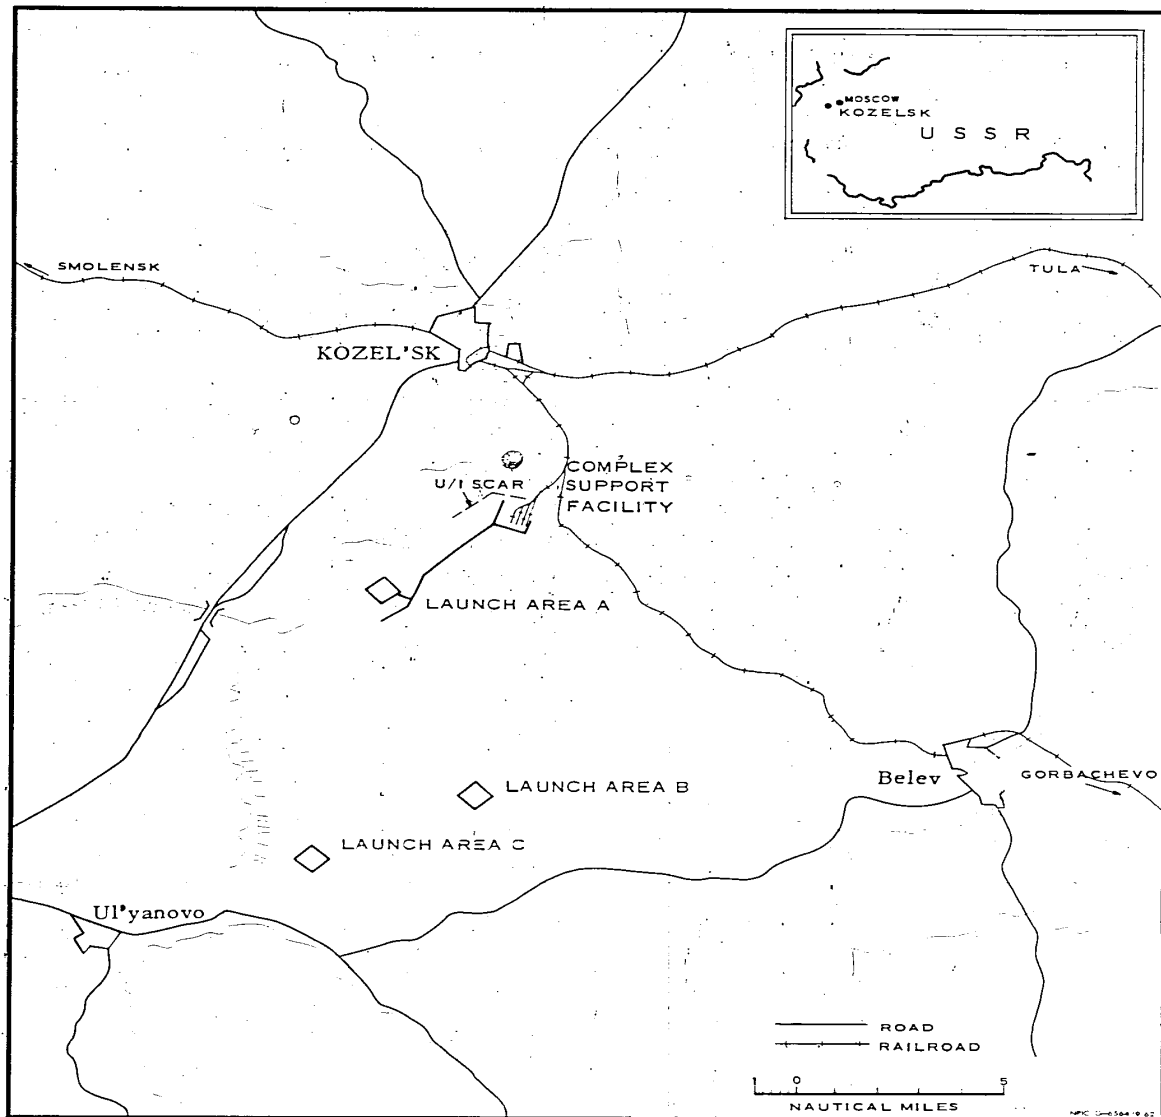 MOSCOW
KOZELSK
USSR
SMOLENSK
TULA
KOZEL'SK
COMPLEX
SUPPORT
FACILITY
U/I SCAR
LAUNCH AREA A
LAUNCH AREA B
LAUNCH AREA C
Belev
GORBACHEVO
Ul'yanovo
ROAD
RAILROAD
1 0 5
NAUTICAL MILES